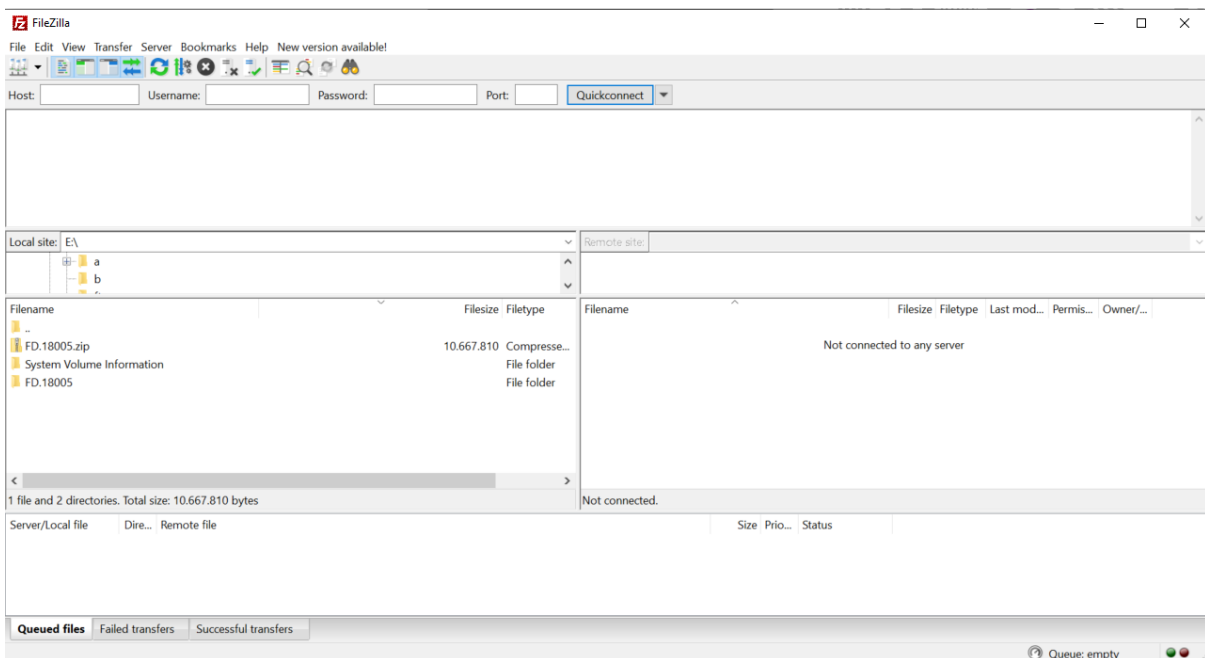 FileZilla
File Edit View Transfer Server Bookmarks Help New version available!
Host: Username: Password: Port: Quickconnect
Local site: E:\
Remote site:
a
b
Filename Filesize Filetype
..
FD.18005.zip 10.667.810 Compresse...
System Volume Information File folder
FD.18005 File folder
1 file and 2 directories. Total size: 10.667.810 bytes
Filename Filesize Filetype Last mod... Permis... Owner/...
Not connected to any server
Not connected.
Server/Local file Dire... Remote file Size Prio... Status
Queued files Failed transfers Successful transfers
Queue: empty